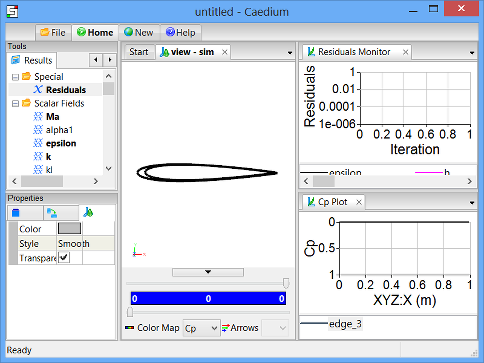 untitled - Caedium
File Home New Help
Tools
Results
Special
Residuals
Scalar Fields
Ma
alpha1
epsilon
k
kl
Properties
Color
Style Smooth
Transpare
Start view - sim
0 0 0
Color Map Cp Arrows
Residuals Monitor
Residuals
1
0.01
0.0001
1e-006
0 0.2 0.4 0.6 0.8 1
Iteration
epsilon h
Cp Plot
Cp
0
0.5
1
0 0.2 0.4 0.6 0.8 1
XYZ:X (m)
edge_3
Ready